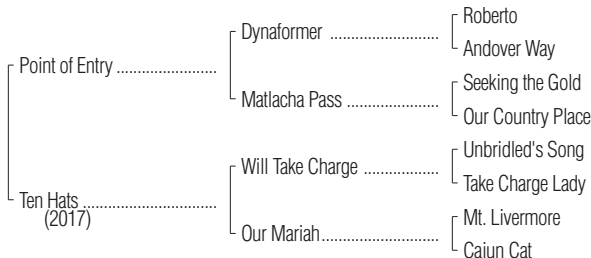 Roberto
Dynaformer
Andover Way
Point of Entry
Seeking the Gold
Matlacha Pass
Our Country Place
Unbridled's Song
Will Take Charge
Take Charge Lady
Ten Hats
(2017)
Mt. Livermore
Our Mariah
Cajun Cat